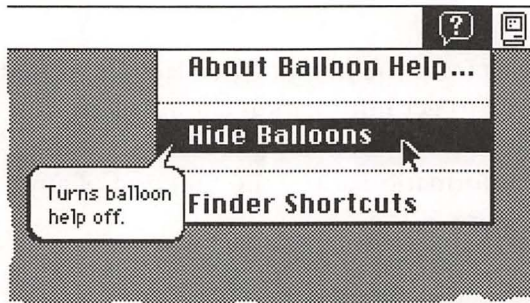 ?
About Balloon Help...
Hide Balloons
Turns balloon
help off.
Finder Shortcuts